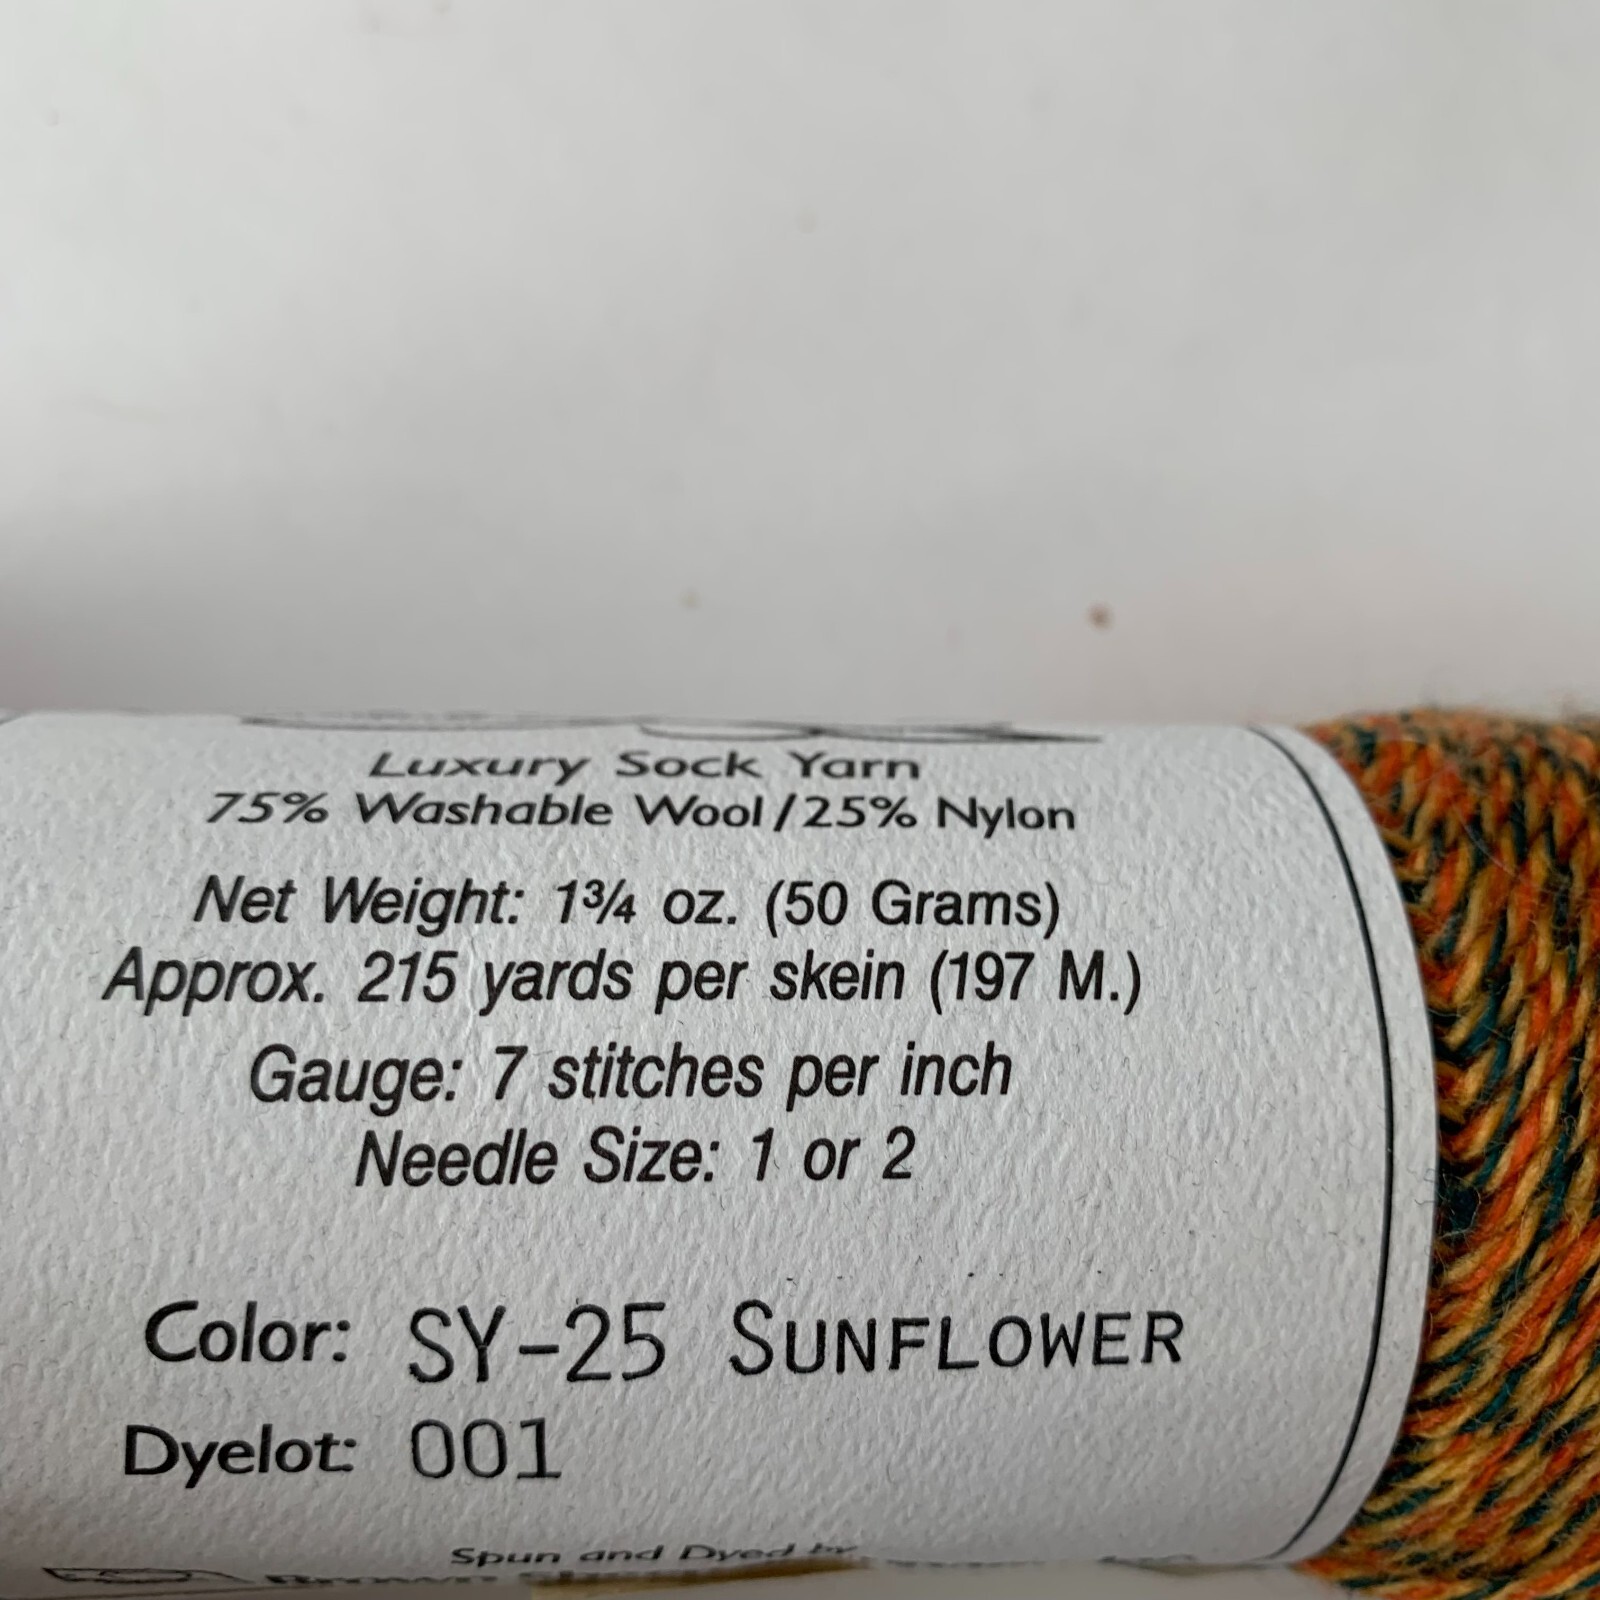 Luxury Sock Yarn
75% Washable Wool/25% Nylon
Net Weight: 1¾ oz. (50 Grams)
Approx. 215 yards per skein (197 M.)
Gauge: 7 stitches per inch
Needle Size: 1 or 2
Color: SY-25 SUNFLOWER
Dyelot: 001
Spun and Dyed by
Brown